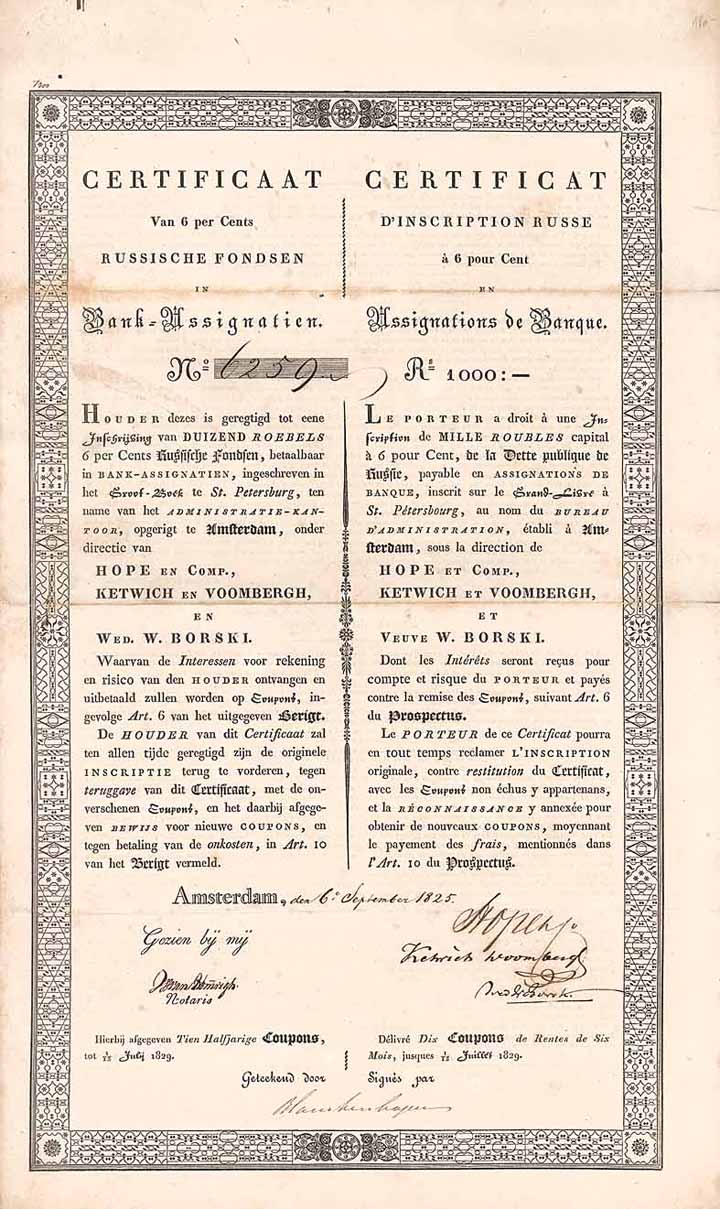 180-
CERTIFICAAT
Van 6 per Cents
RUSSISCHE FONDSEN
IN
Bank-Assignatien.
No 6259
HOUDER dezes is geregtigd tot eene
Inschrijving van DUIZEND ROEBELS
6 per Cents Russische Fondsen, betaalbaar
in BANK-ASSIGNATIEN, ingeschreven in
het Groot-Boek te St. Petersburg, ten
name van het ADMINISTRATIE-KAN-
TOOR, opgerigt te Amsterdam, onder
directie van
HOPE EN COMP.,
KETWICH EN VOOMBERGH,
EN
WED. W. BORSKI.
Waarvan de Interessen voor rekening
en risico van den HOUDER ontvangen en
uitbetaald zullen worden op Coupons, in-
gevolge Art. 6 van het uitgegeven Berigt.
De HOUDER van dit Certificaat zal
ten allen tijde geregtigd zijn de originele
INSCRIPTIE terug te vorderen, tegen
teruggave van dit Certificaat, met de on-
verschenen Coupons, en het daarbij afgege-
ven BEWIJS voor nieuwe COUPONS, en
tegen betaling van de onkosten, in Art. 10
van het Berigt vermeld.
CERTIFICAT
D'INSCRIPTION RUSSE
à 6 pour Cent
EN
Assignations de Banque.
Rs 1000:—
LE PORTEUR a droit à une In-
scription de MILLE ROUBLES capital
à 6 pour Cent, de la Dette publique de
Russie, payable en ASSIGNATIONS DE
BANQUE, inscrit sur le Grand-Livre à
St. Pétersbourg, au nom du BUREAU
D'ADMINISTRATION, établi à Am-
sterdam, sous la direction de
HOPE ET COMP.,
KETWICH ET VOOMBERGH,
ET
VEUVE W. BORSKI.
Dont les Intérêts seront reçus pour
compte et risque du PORTEUR et payés
contre la remise des Coupons, suivant Art. 6
du Prospectus.
Le PORTEUR de ce Certificat pourra
en tout temps reclamer L'INSCRIPTION
originale, contre restitution du Certificat,
avec les Coupons non échus y appartenans,
et la RÉCONNAISSANCE y annexée pour
obtenir de nouveaux COUPONS, moyennant
le payement des frais, mentionnés dans
l'Art. 10 du Prospectus.
Amsterdam, den 6e September 1825.
Gezien bij mij
Notaris
Hope & Co
Ketwich & Voombergh
Wed W Borski
Hierbij afgegeven Tien Halfjarige Coupons,
tot 1/13 Julij 1829.
Geteekend door
Délivré Dix Coupons de Rentes de Six
Mois, jusques 1/13 Juillet 1829.
Signés par
Blanckenhagen